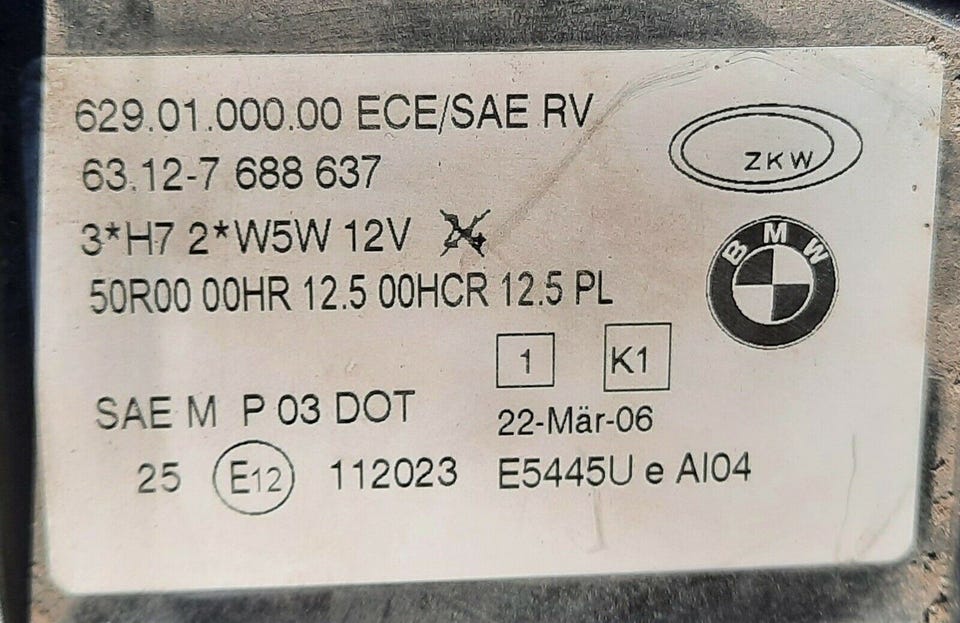 629.01.000.00 ECE/SAE RV
ZKW
63.12-7 688 637
3*H7 2*W5W 12V
BMW
50R00 00HR 12.5 00HCR 12.5 PL
1 K1
SAE M P 03 DOT
22-Mär-06
25 E12 112023 E5445U e AI04